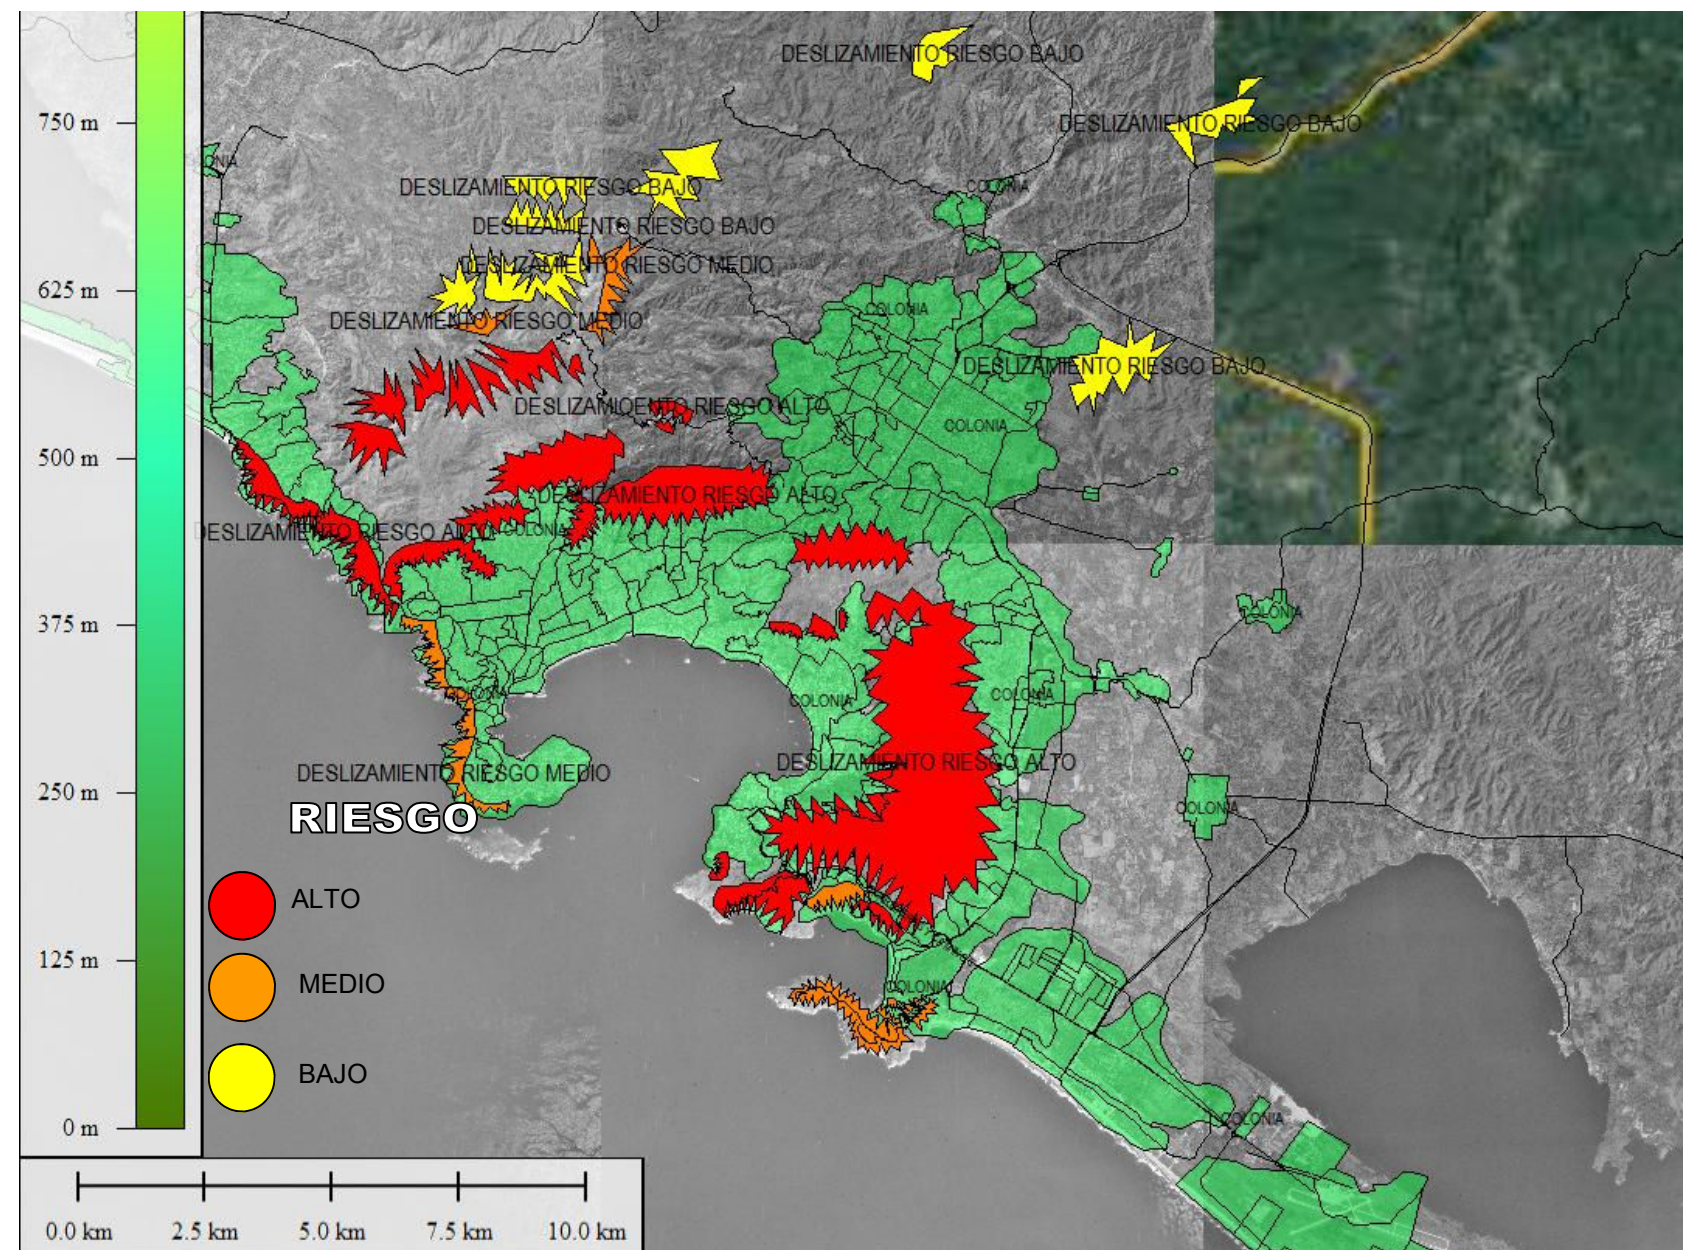 DESLIZAMIENTO RIESGO BAJO
750 m
DESLIZAMIENTO RIESGO BAJO
DESLIZAMIENTO RIESGO BAJO
COLONIA
DESLIZAMIENTO RIESGO BAJO
DESLIZAMIENTO RIESGO MEDIO
625 m
COLONIA
DESLIZAMIENTO RIESGO MEDIO
DESLIZAMIENTO RIESGO BAJO
DESLIZAMIOENTO RIESGO ALTO
COLONIA
500 m
DESLIZAMIENTO RIESGO ALTO
DESLIZAMIENTO RIESGO ALTO
COLONIA
COLONIA
375 m
COLONIA
COLONIA
COLONIA
DESLIZAMIENTO RIESGO ALTO
DESLIZAMIENTO RIESGO MEDIO
250 m
COLONIA
RIESGO
ALTO
125 m
MEDIO
COLONIA
BAJO
COLONIA
0 m
0.0 km 2.5 km 5.0 km 7.5 km 10.0 km